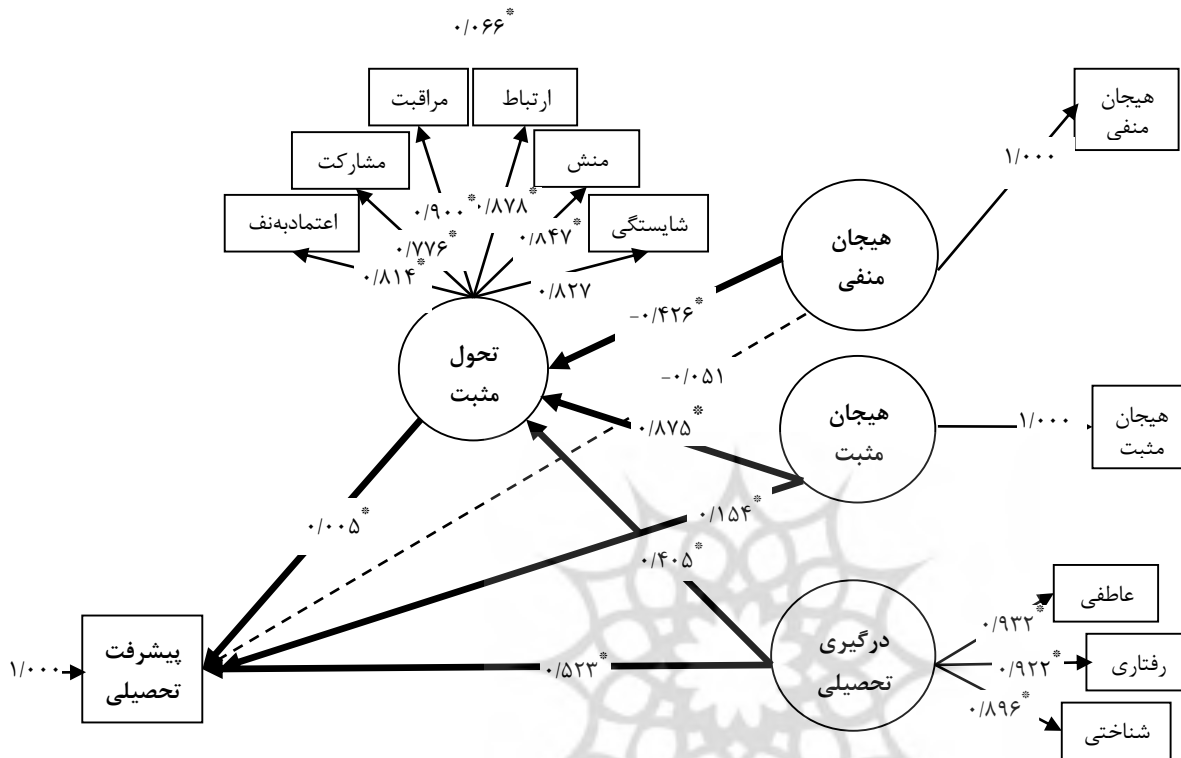 ۰/۰۶۶*
مراقبت
ارتباط
هیجان
منفی
مشارکت
منش
۱/۰۰۰
اعتمادبه‌نف
شایستگی
۰/۹۰۰*
۰/۸۷۸*
۰/۷۷۶*
۰/۸۴۷*
۰/۸۱۴*
۰/۸۲۷
هیجان
منفی
-۰/۴۲۶*
تحول
مثبت
-۰/۰۵۱
هیجان
مثبت
۱/۰۰۰
هیجان
مثبت
۰/۸۷۵*
۰/۱۵۴*
۰/۰۰۵*
۰/۴۰۵*
عاطفی
۰/۹۳۲*
پیشرفت
تحصیلی
۱/۰۰۰
۰/۵۲۳*
درگیری
تحصیلی
۰/۹۲۲*
رفتاری
۰/۸۹۶*
شناختی